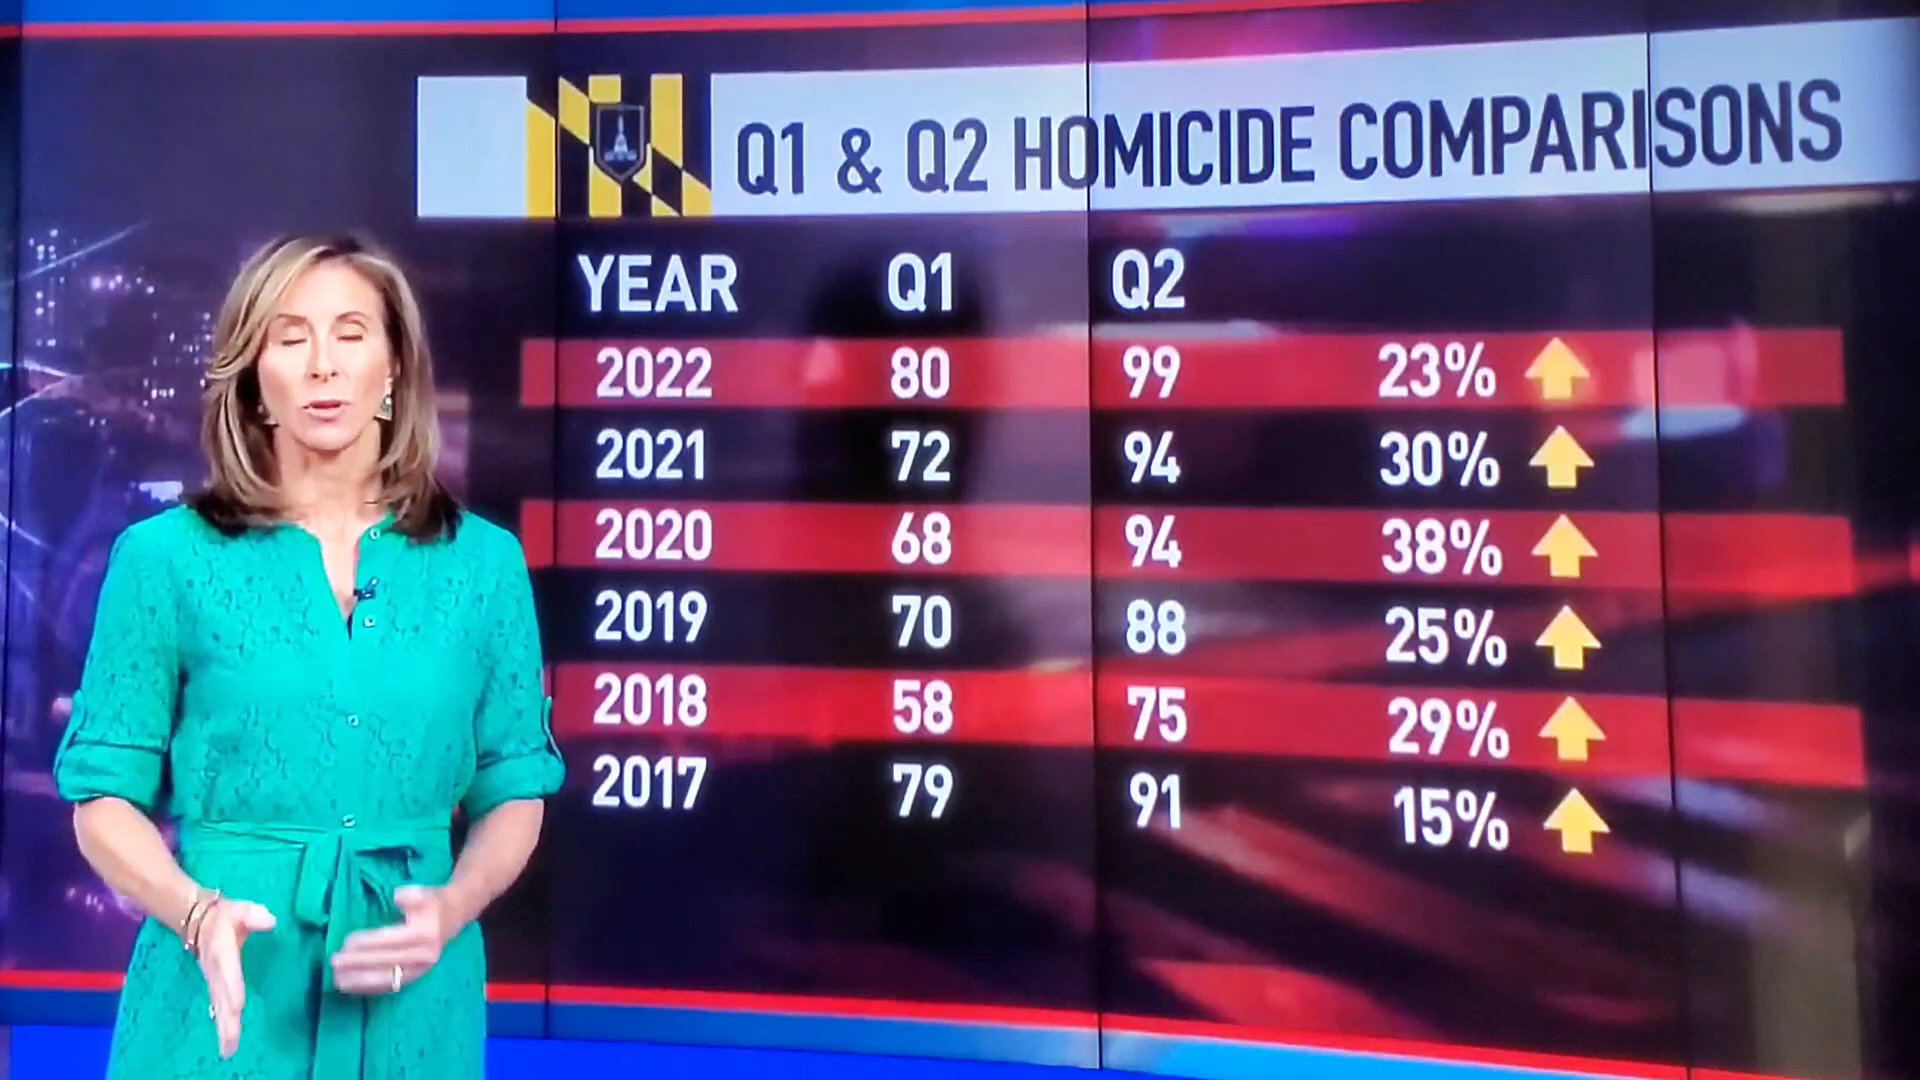 Q1 & Q2 HOMICIDE COMPARISONS
YEAR Q1 Q2
2022 80 99 23%
2021 72 94 30%
2020 68 94 38%
2019 70 88 25%
2018 58 75 29%
2017 79 91 15%